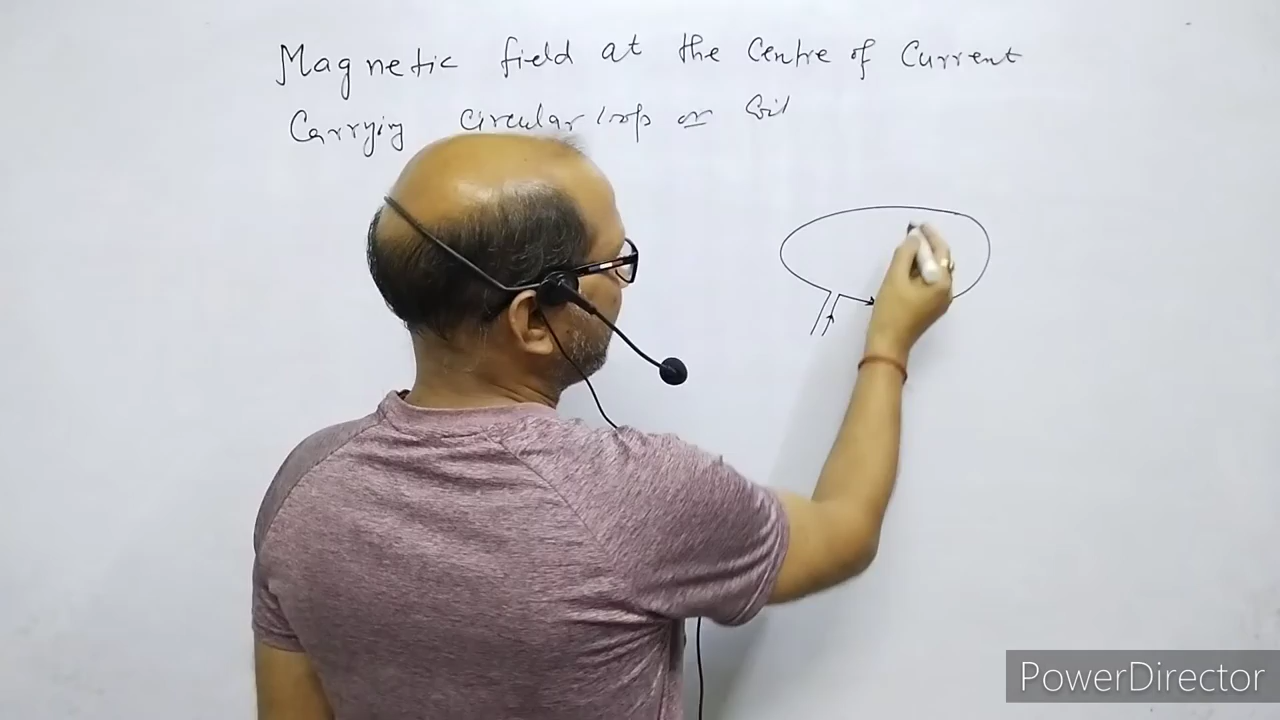 Magnetic field at the Centre of Current
Carrying Circular loop or Coil
PowerDirector